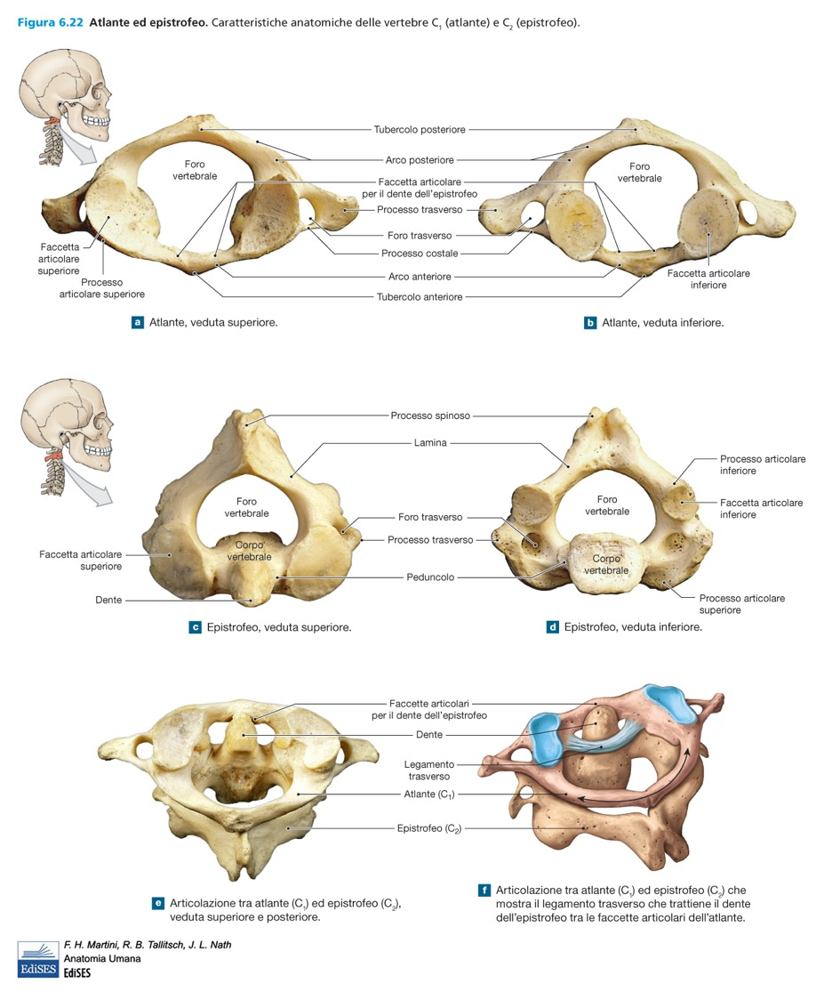 Figura 6.22 Atlante ed epistrofeo. Caratteristiche anatomiche delle vertebre C1 (atlante) e C2 (epistrofeo).
Tubercolo posteriore
Arco posteriore
Foro
vertebrale
Foro
vertebrale
Faccetta articolare
per il dente dell'epistrofeo
Processo trasverso
Foro trasverso
Processo costale
Faccetta
articolare
superiore
Processo
articolare superiore
Arco anteriore
Faccetta articolare
inferiore
Tubercolo anteriore
a Atlante, veduta superiore.
b Atlante, veduta inferiore.
Processo spinoso
Lamina
Processo articolare
inferiore
Foro
vertebrale
Foro
vertebrale
Faccetta articolare
inferiore
Foro trasverso
Processo trasverso
Corpo
vertebrale
Corpo
vertebrale
Faccetta articolare
superiore
Peduncolo
Dente
Processo articolare
superiore
c Epistrofeo, veduta superiore.
d Epistrofeo, veduta inferiore.
Faccette articolari
per il dente dell'epistrofeo
Dente
Legamento
trasverso
Atlante (C1)
Epistrofeo (C2)
e Articolazione tra atlante (C1) ed epistrofeo (C2),
veduta superiore e posteriore.
f Articolazione tra atlante (C1) ed epistrofeo (C2) che
mostra il legamento trasverso che trattiene il dente
dell'epistrofeo tra le faccette articolari dell'atlante.
F. H. Martini, R. B. Tallitsch, J. L. Nath
Anatomia Umana
EdiSES
EdiSES